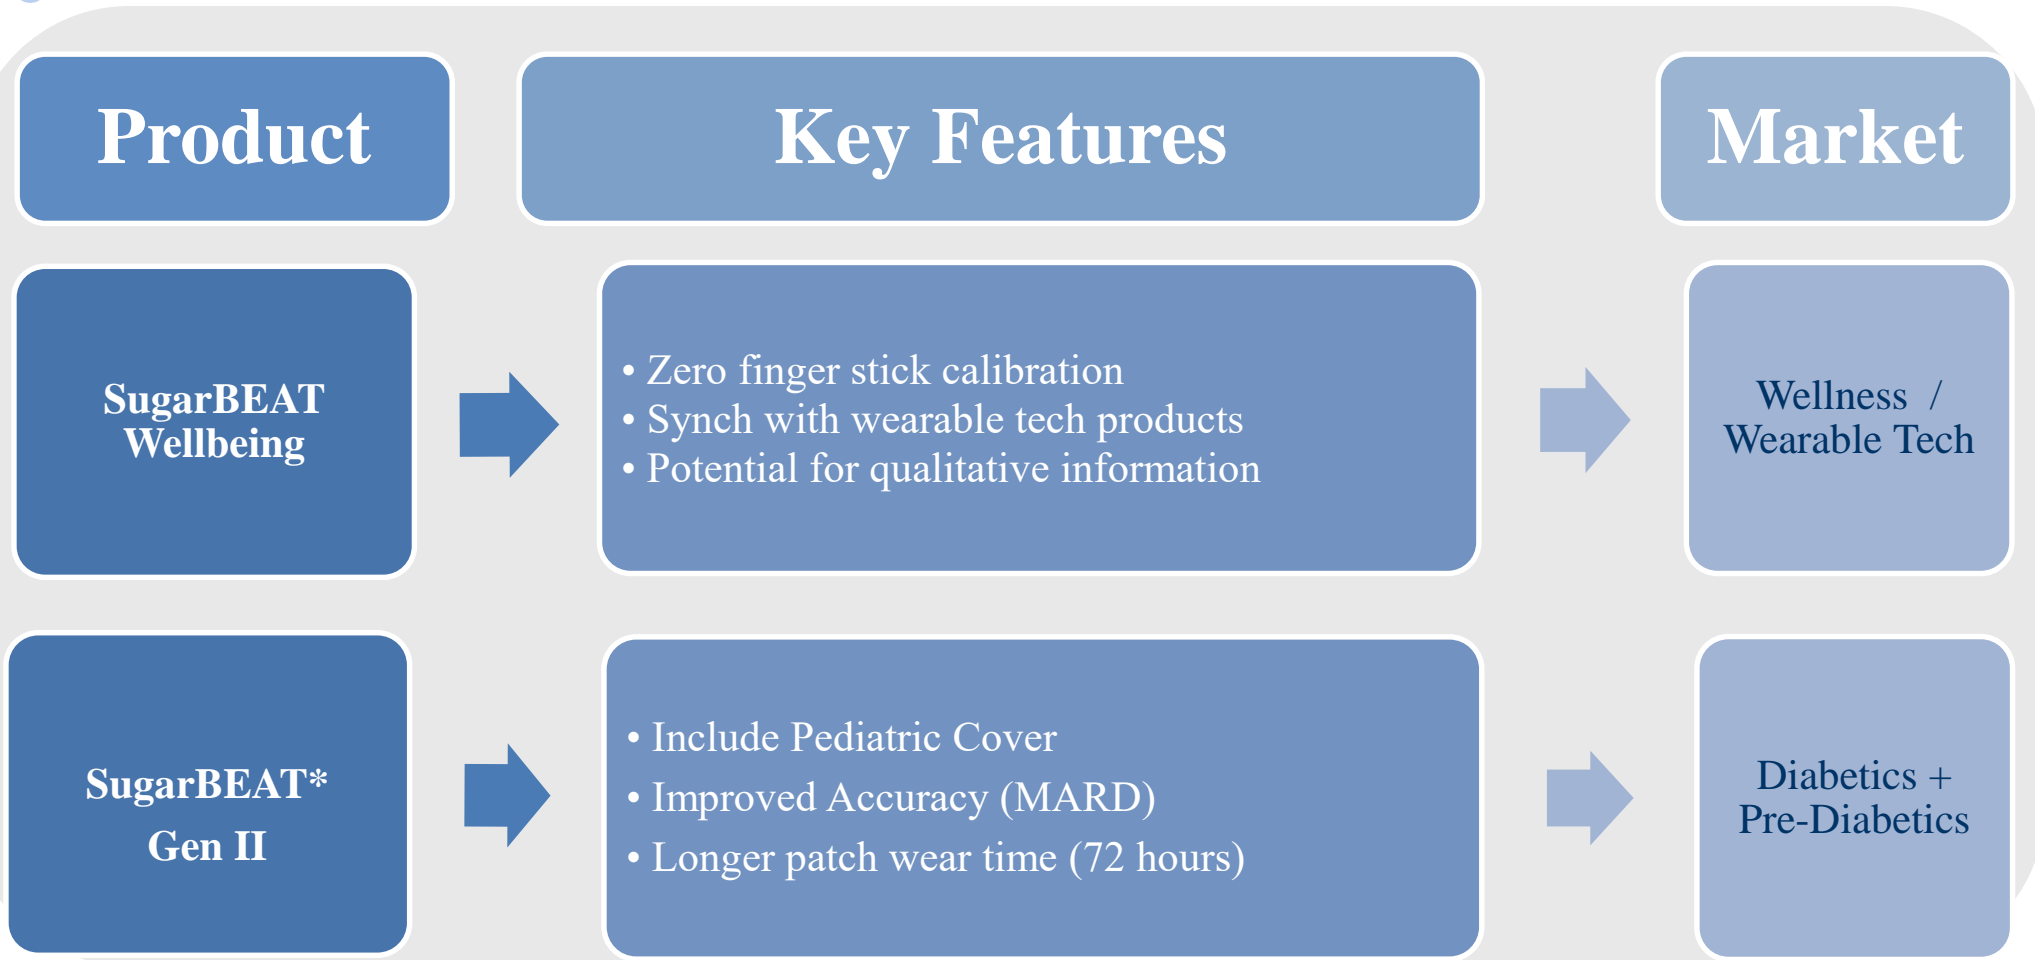 Product
Key Features
Market
SugarBEAT
Wellbeing
• Zero finger stick calibration
• Synch with wearable tech products
• Potential for qualitative information
Wellness /
Wearable Tech
SugarBEAT*
Gen II
• Include Pediatric Cover
• Improved Accuracy (MARD)
• Longer patch wear time (72 hours)
Diabetics +
Pre-Diabetics